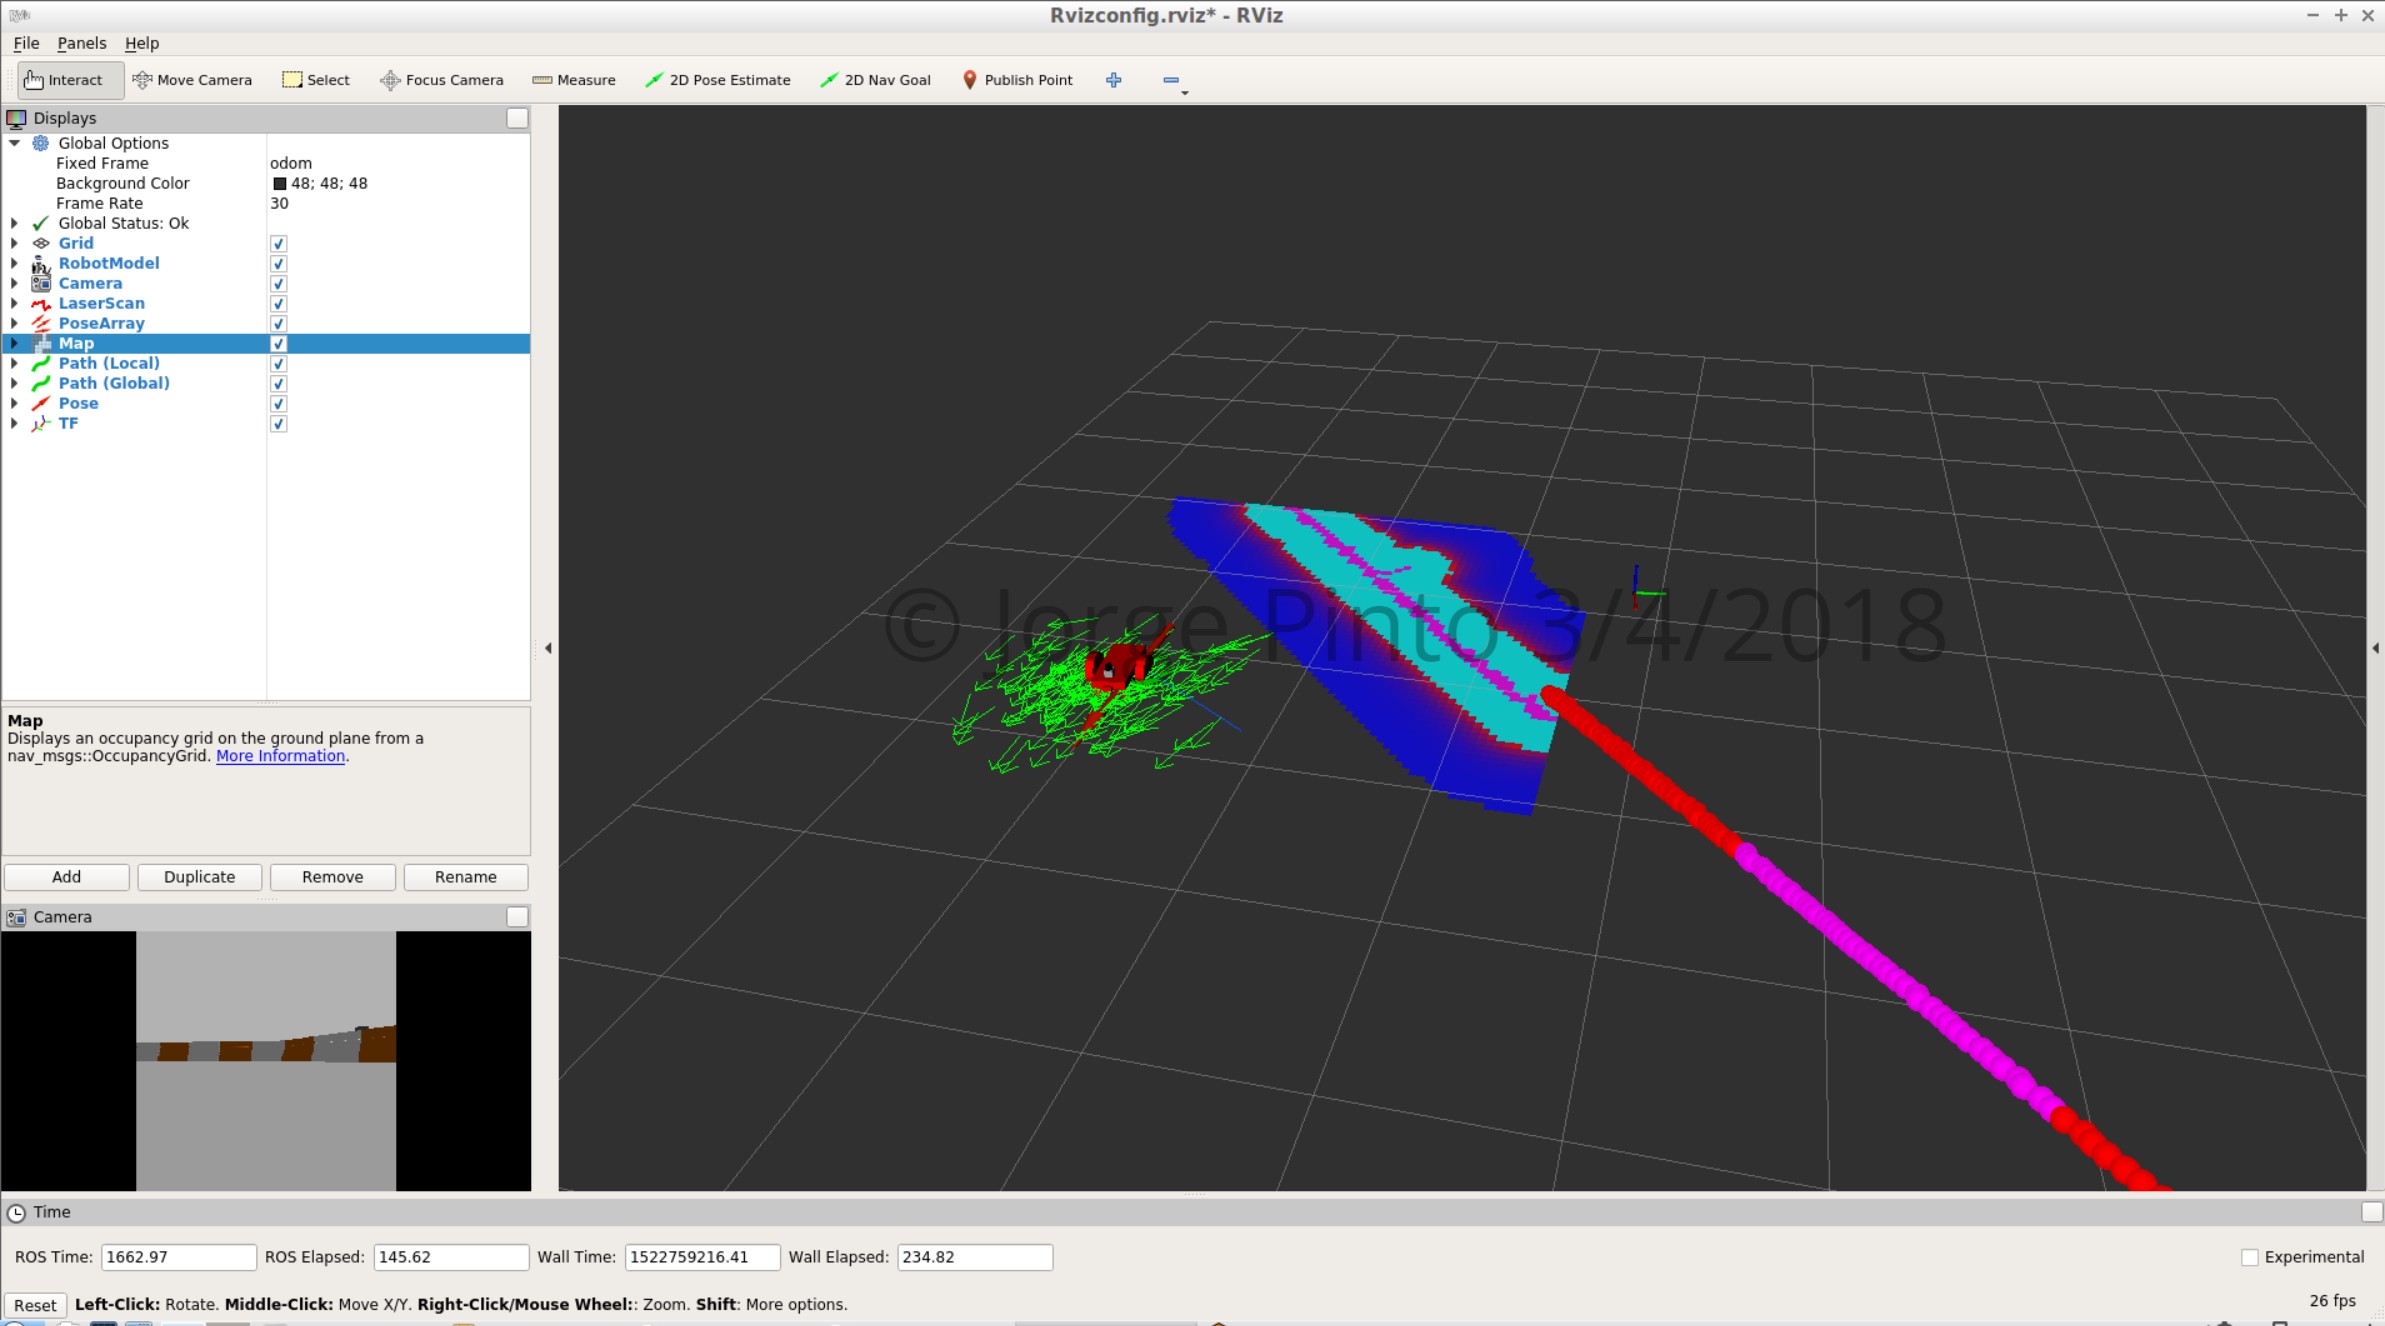 Rvizconfig.rviz* - RViz
File Panels Help
Interact Move Camera Select Focus Camera Measure 2D Pose Estimate 2D Nav Goal Publish Point
Displays
Global Options
Fixed Frame odom
Background Color 48; 48; 48
Frame Rate 30
Global Status: Ok
Grid
RobotModel
Camera
LaserScan
PoseArray
Map
Path (Local)
Path (Global)
Pose
TF
© Jorge Pinto 3/4/2018
Map
Displays an occupancy grid on the ground plane from a
nav_msgs::OccupancyGrid. More Information.
Add Duplicate Remove Rename
Camera
Time
ROS Time: 1662.97 ROS Elapsed: 145.62 Wall Time: 1522759216.41 Wall Elapsed: 234.82 Experimental
Reset Left-Click: Rotate. Middle-Click: Move X/Y. Right-Click/Mouse Wheel:: Zoom. Shift: More options. 26 fps